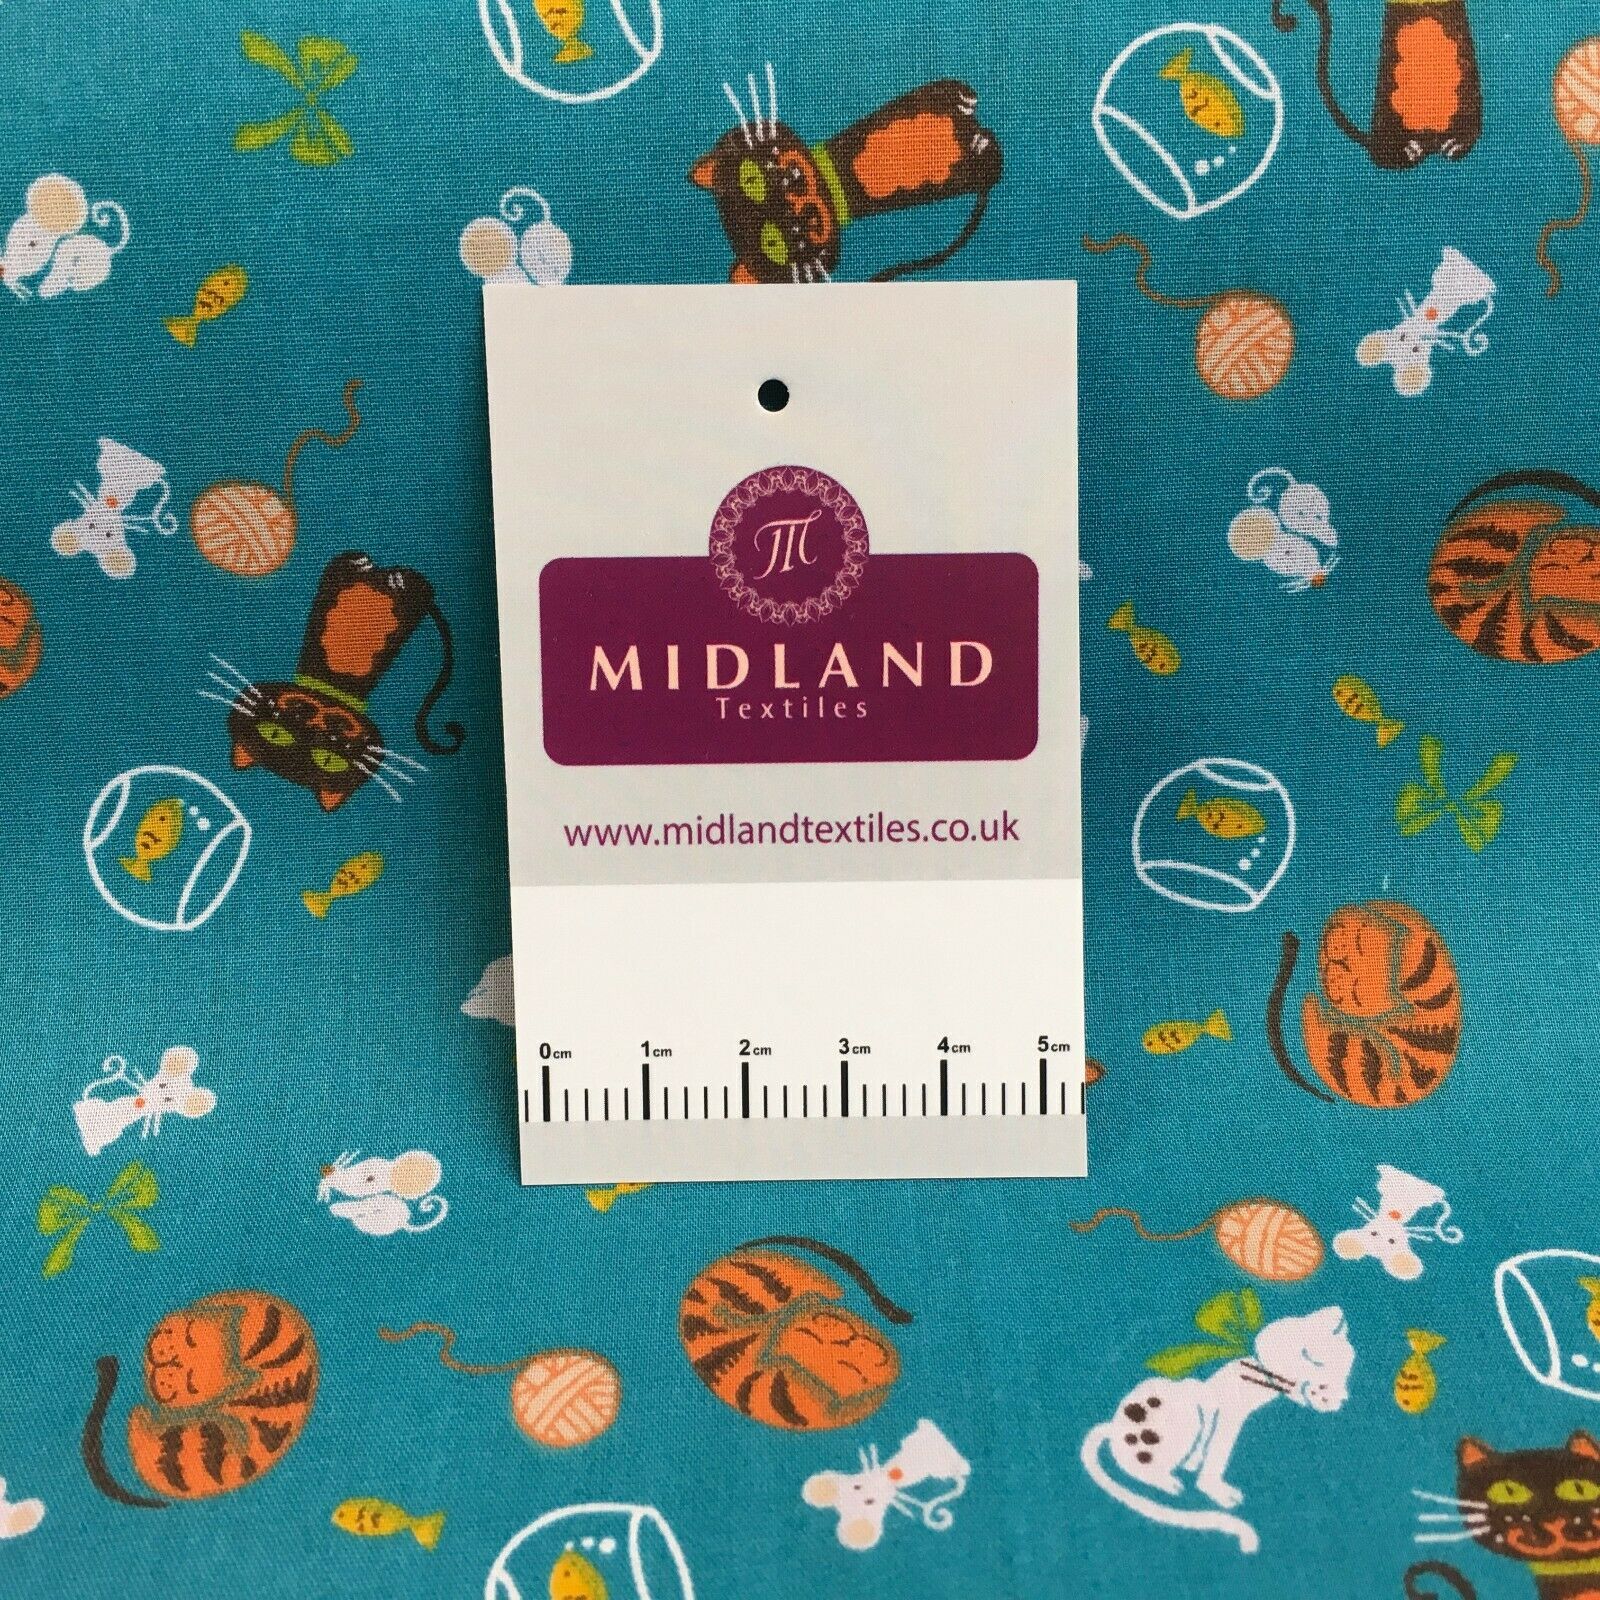 M
MIDLAND
Textiles
www.midlandtextiles.co.uk
0cm 1cm 2cm 3cm 4cm 5cm